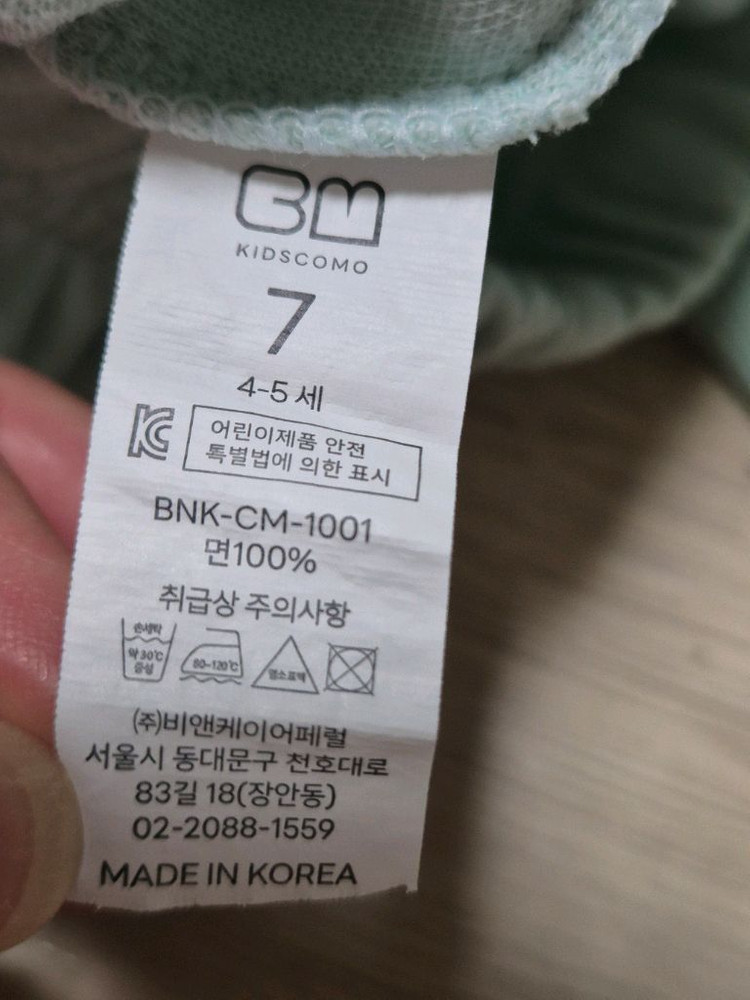 CM
KIDSCOMO
7
4-5 세
KC
어린이제품 안전
특별법에 의한 표시
BNK-CM-1001
면100%
취급상 주의사항
손세탁
약 30℃
중성
80~120℃
염소표백
(주)비앤케이어페럴
서울시 동대문구 천호대로
83길 18(장안동)
02-2088-1559
MADE IN KOREA